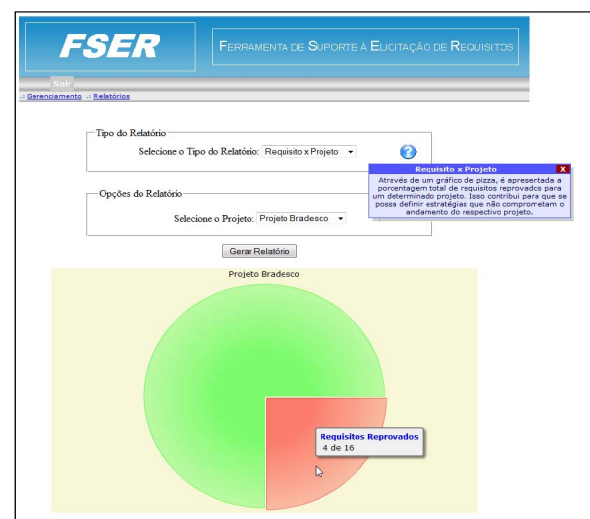 FSER
FERRAMENTA DE SUPORTE À ELICITAÇÃO DE REQUISITOS
Sair
.: Gerenciamento .: Relatórios
Tipo do Relatório
Selecione o Tipo do Relatório: Requisito x Projeto
?
Requisito x Projeto X
Através de um gráfico de pizza, é apresentada a
porcentagem total de requisitos reprovados para
um determinado projeto. Isso contribui para que se
possa definir estratégias que não comprometam o
andamento do respectivo projeto.
Opções do Relatório
Selecione o Projeto: Projeto Bradesco
Gerar Relatório
Projeto Bradesco
Requisitos Reprovados
4 de 16